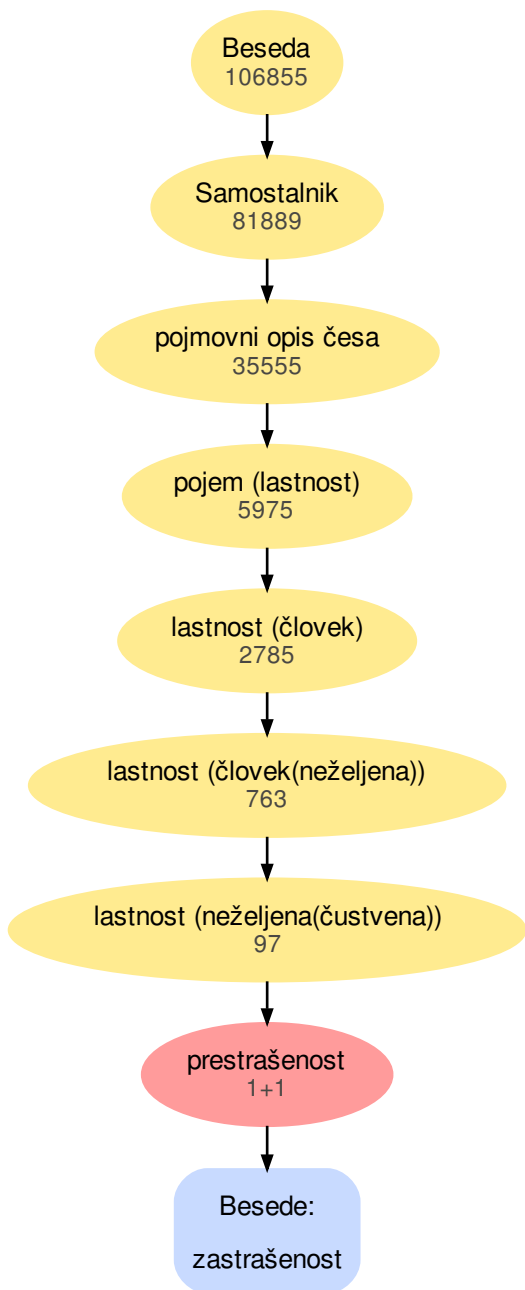 Beseda
106855
Samostalnik
81889
pojmovni opis česa
35555
pojem (lastnost)
5975
lastnost (človek)
2785
lastnost (človek(neželjena))
763
lastnost (neželjena(čustvena))
97
prestrašenost
1+1
Besede:
zastrašenost